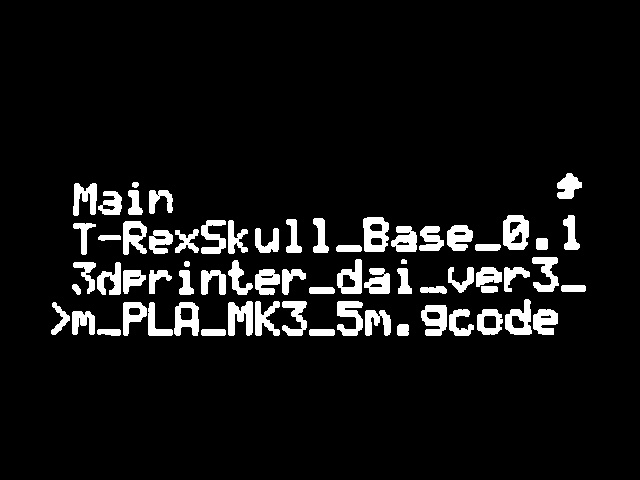 Main
T-RexSkull_Base_0.1
3dprinter_dai_ver3_
>m_PLA_MK3_5m.gcode